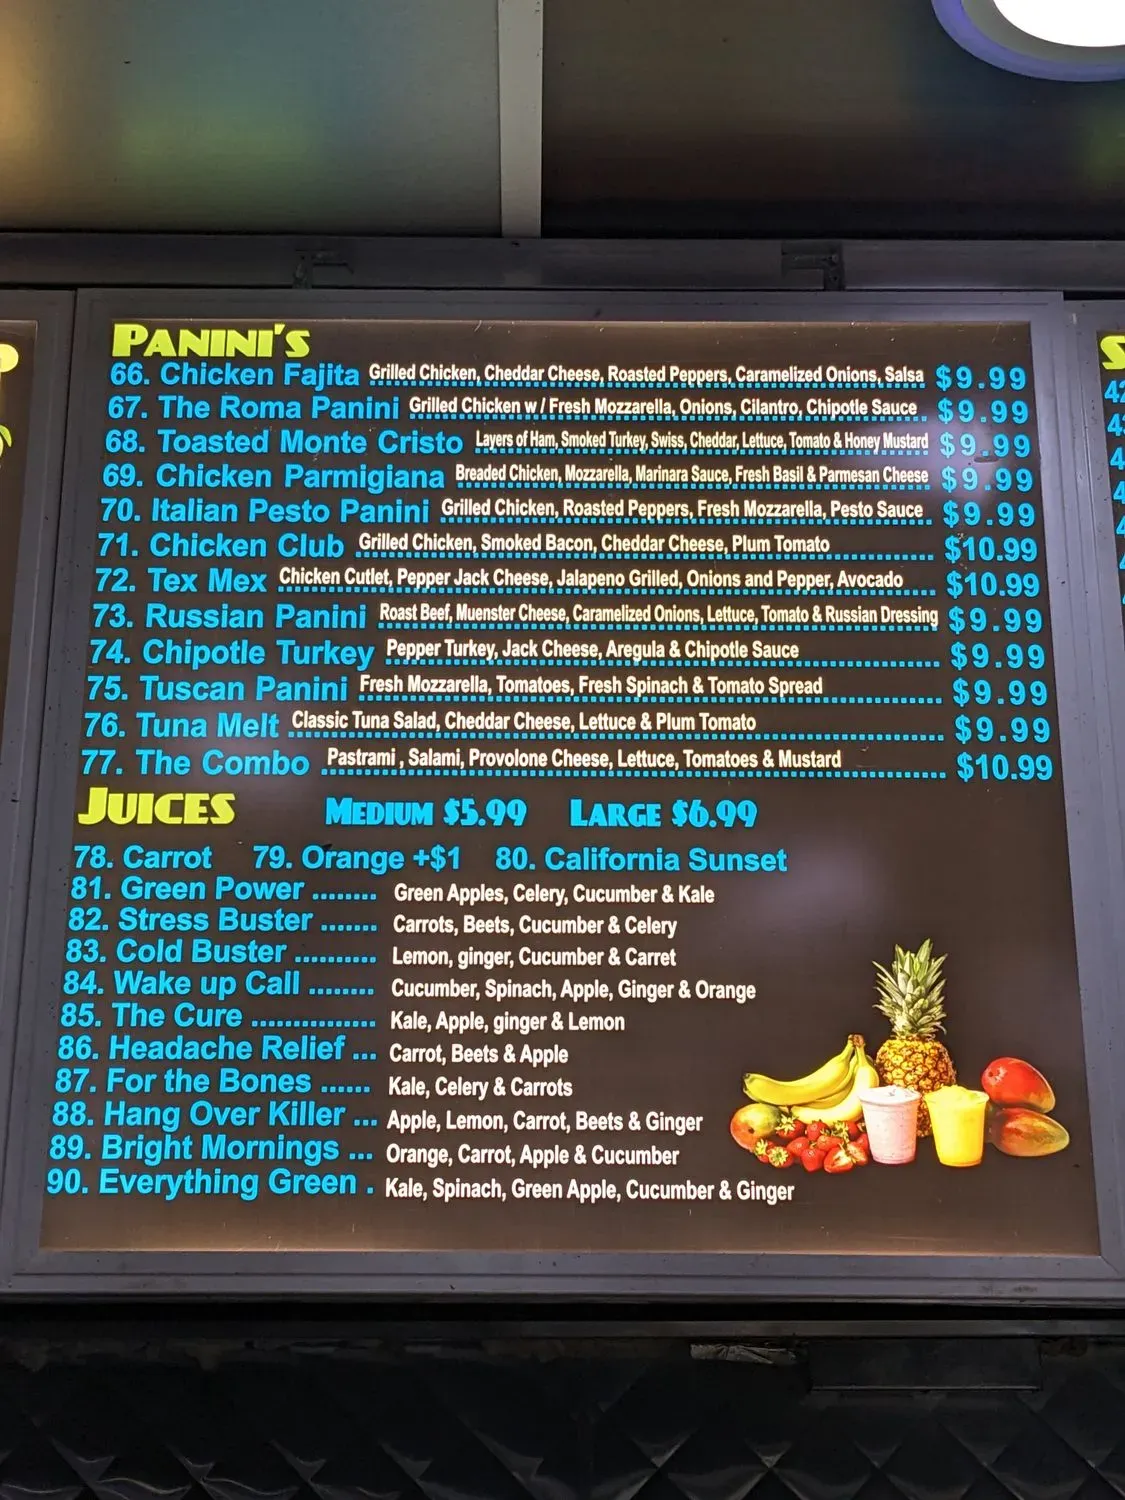 PANINI'S
66. Chicken Fajita Grilled Chicken, Cheddar Cheese, Roasted Peppers, Caramelized Onions, Salsa $9.99
67. The Roma Panini Grilled Chicken w / Fresh Mozzarella, Onions, Cilantro, Chipotle Sauce $9.99
68. Toasted Monte Cristo Layers of Ham, Smoked Turkey, Swiss, Cheddar, Lettuce, Tomato & Honey Mustard $9.99
69. Chicken Parmigiana Breaded Chicken, Mozzarella, Marinara Sauce, Fresh Basil & Parmesan Cheese $9.99
70. Italian Pesto Panini Grilled Chicken, Roasted Peppers, Fresh Mozzarella, Pesto Sauce $9.99
71. Chicken Club Grilled Chicken, Smoked Bacon, Cheddar Cheese, Plum Tomato $10.99
72. Tex Mex Chicken Cutlet, Pepper Jack Cheese, Jalapeno Grilled, Onions and Pepper, Avocado $10.99
73. Russian Panini Roast Beef, Muenster Cheese, Caramelized Onions, Lettuce, Tomato & Russian Dressing $9.99
74. Chipotle Turkey Pepper Turkey, Jack Cheese, Aregula & Chipotle Sauce $9.99
75. Tuscan Panini Fresh Mozzarella, Tomatoes, Fresh Spinach & Tomato Spread $9.99
76. Tuna Melt Classic Tuna Salad, Cheddar Cheese, Lettuce & Plum Tomato $9.99
77. The Combo Pastrami , Salami, Provolone Cheese, Lettuce, Tomatoes & Mustard $10.99
JUICES MEDIUM $5.99 LARGE $6.99
78. Carrot 79. Orange +$1 80. California Sunset
81. Green Power ........ Green Apples, Celery, Cucumber & Kale
82. Stress Buster ....... Carrots, Beets, Cucumber & Celery
83. Cold Buster .......... Lemon, ginger, Cucumber & Carret
84. Wake up Call ........ Cucumber, Spinach, Apple, Ginger & Orange
85. The Cure ............... Kale, Apple, ginger & Lemon
86. Headache Relief ... Carrot, Beets & Apple
87. For the Bones ...... Kale, Celery & Carrots
88. Hang Over Killer ... Apple, Lemon, Carrot, Beets & Ginger
89. Bright Mornings ... Orange, Carrot, Apple & Cucumber
90. Everything Green . Kale, Spinach, Green Apple, Cucumber & Ginger